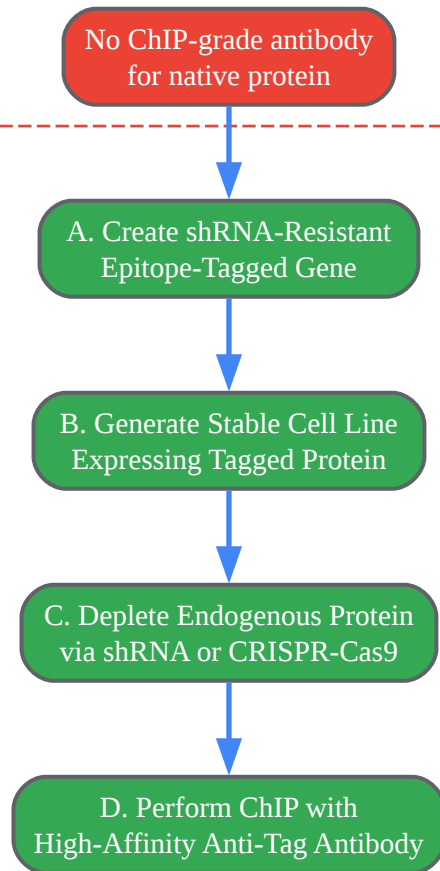 No ChIP-grade antibody
for native protein
A. Create shRNA-Resistant
Epitope-Tagged Gene
B. Generate Stable Cell Line
Expressing Tagged Protein
C. Deplete Endogenous Protein
via shRNA or CRISPR-Cas9
D. Perform ChIP with
High-Affinity Anti-Tag Antibody